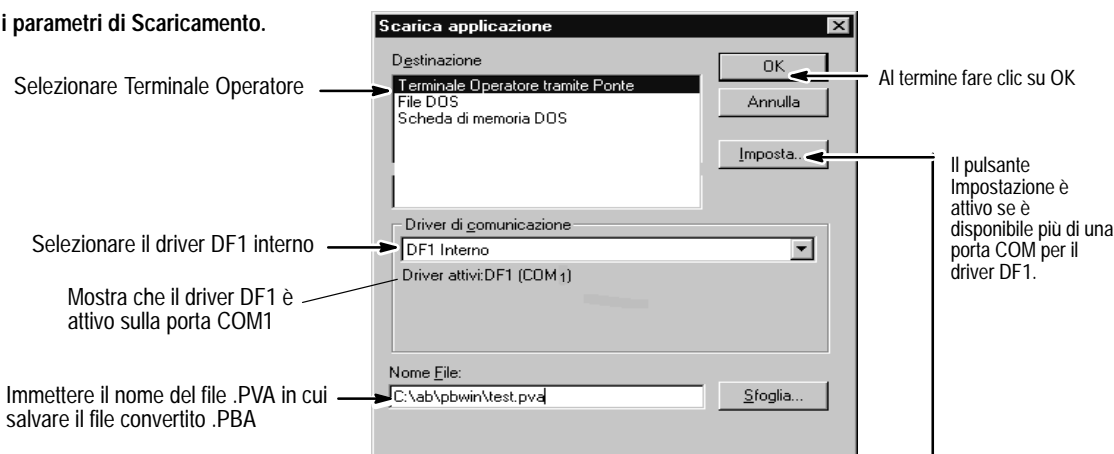 i parametri di Scaricamento.
Scarica applicazione
Destinazione
Selezionare Terminale Operatore
Terminale Operatore tramite Ponte
File DOS
Scheda di memoria DOS
OK
Al termine fare clic su OK
Annulla
Imposta..
Il pulsante
Impostazione è
attivo se è
disponibile più di una
porta COM per il
driver DF1.
Driver di comunicazione
Selezionare il driver DF1 interno
DF1 Interno
Driver attivi:DF1 (COM 1)
Mostra che il driver DF1 è
attivo sulla porta COM1
Nome File:
Immettere il nome del file .PVA in cui
salvare il file convertito .PBA
C:\ab\pbwin\test.pva
Sfoglia...